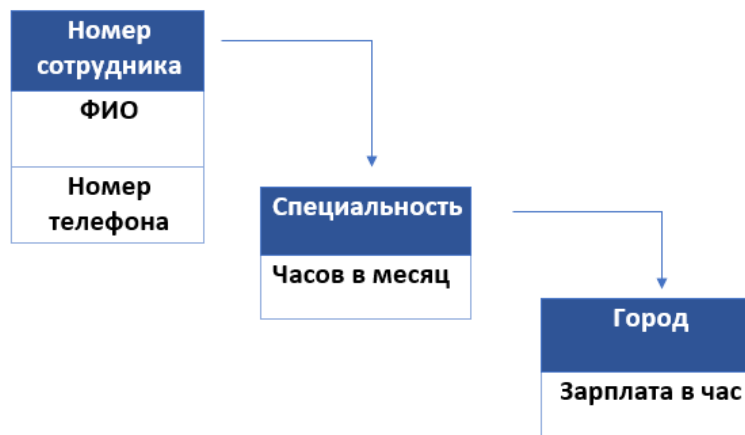 Номер
сотрудника
ФИО
Номер
телефона
Специальность
Часов в месяц
Город
Зарплата в час